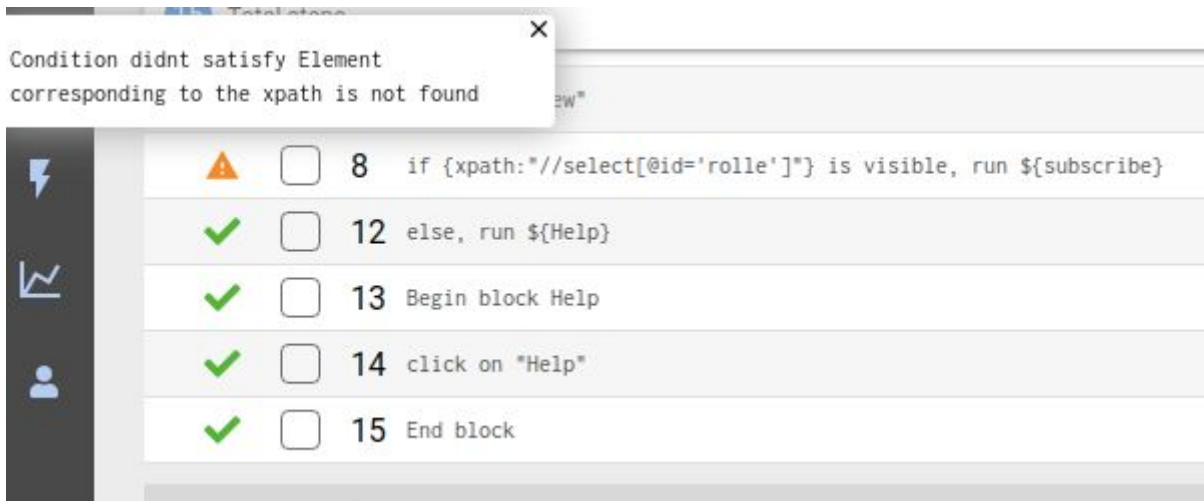 Condition didnt satisfy Element
corresponding to the xpath is not found
8 if {xpath:"//select[@id='rolle']"} is visible, run ${subscribe}
12 else, run ${Help}
13 Begin block Help
14 click on "Help"
15 End block